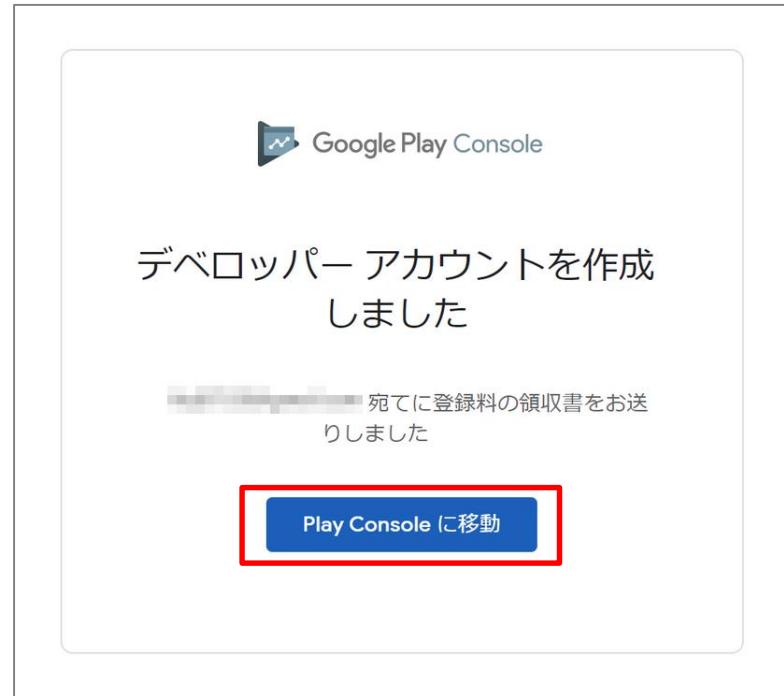 Google Play Console
デベロッパー アカウントを作成
しました
宛てに登録料の領収書をお送
りしました
Play Console に移動